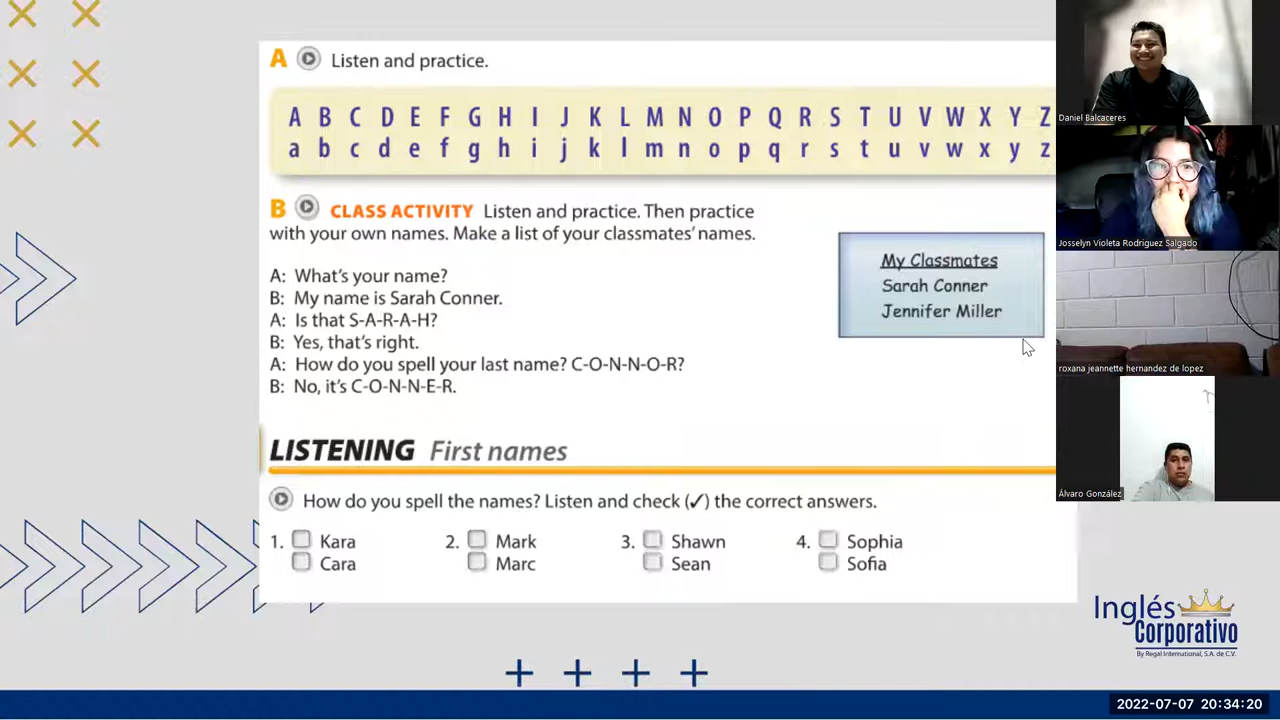 A Listen and practice.
A B C D E F G H I J K L M N O P Q R S T U V W X Y Z
a b c d e f g h i j k l m n o p q r s t u v w x y z
B CLASS ACTIVITY Listen and practice. Then practice
with your own names. Make a list of your classmates' names.
A: What's your name?
B: My name is Sarah Conner.
A: Is that S-A-R-A-H?
B: Yes, that's right.
A: How do you spell your last name? C-O-N-N-O-R?
B: No, it's C-O-N-N-E-R.
My Classmates
Sarah Conner
Jennifer Miller
LISTENING First names
How do you spell the names? Listen and check (✓) the correct answers.
1. Kara
Cara
2. Mark
Marc
3. Shawn
Sean
4. Sophia
Sofia
Daniel Balcaceres
Josselyn Violeta Rodriguez Salgado
roxana jeannette hernandez de lopez
Álvaro González
Inglés
Corporativo
By Regal International, S.A. de C.V.
2022-07-07 20:34:20